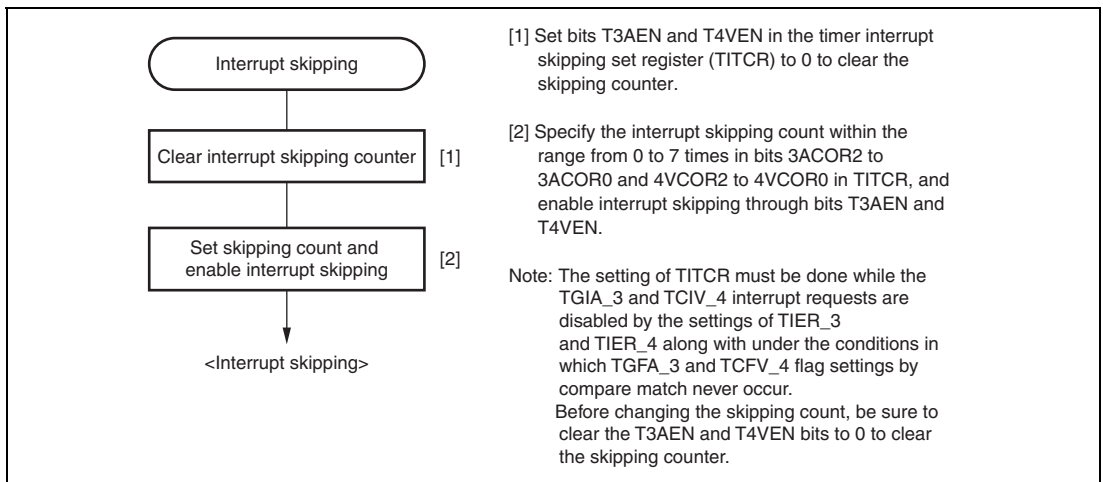 Interrupt skipping
Clear interrupt skipping counter
[1]
Set skipping count and
enable interrupt skipping
[2]
<Interrupt skipping>
[1] Set bits T3AEN and T4VEN in the timer interrupt
skipping set register (TITCR) to 0 to clear the
skipping counter.
[2] Specify the interrupt skipping count within the
range from 0 to 7 times in bits 3ACOR2 to
3ACOR0 and 4VCOR2 to 4VCOR0 in TITCR, and
enable interrupt skipping through bits T3AEN and
T4VEN.
Note: The setting of TITCR must be done while the
TGIA_3 and TCIV_4 interrupt requests are
disabled by the settings of TIER_3
and TIER_4 along with under the conditions in
which TGFA_3 and TCFV_4 flag settings by
compare match never occur.
Before changing the skipping count, be sure to
clear the T3AEN and T4VEN bits to 0 to clear
the skipping counter.